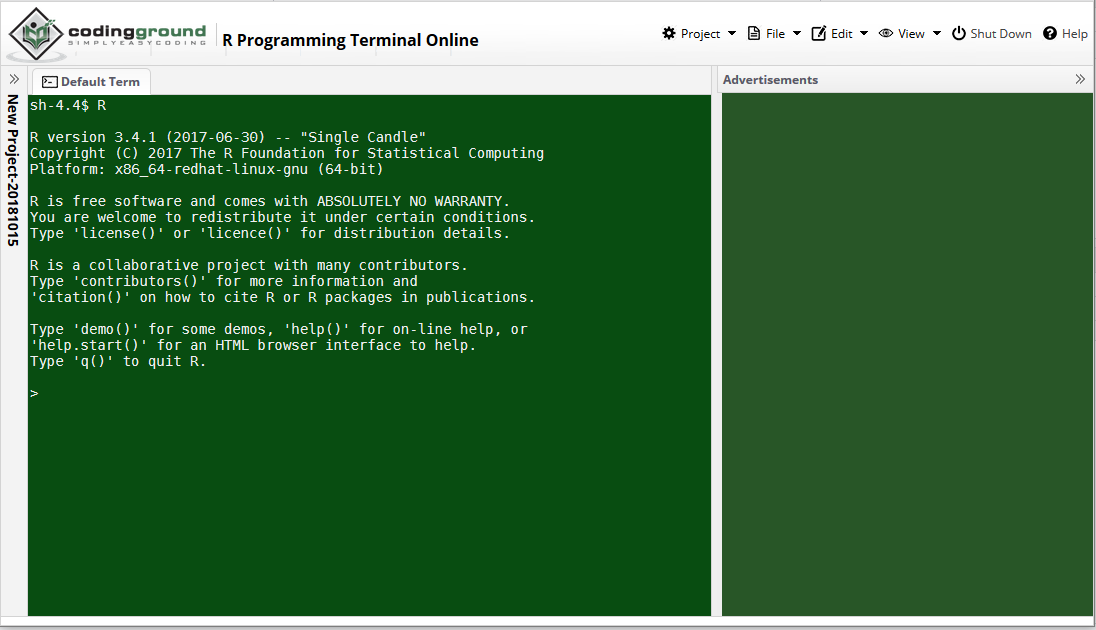 codingground
SIMPLYEASYCODING
R Programming Terminal Online
Project
File
Edit
View
Shut Down
Help
New Project-20181015
Default Term
sh-4.4$ R
R version 3.4.1 (2017-06-30) -- "Single Candle"
Copyright (C) 2017 The R Foundation for Statistical Computing
Platform: x86_64-redhat-linux-gnu (64-bit)
R is free software and comes with ABSOLUTELY NO WARRANTY.
You are welcome to redistribute it under certain conditions.
Type 'license()' or 'licence()' for distribution details.
R is a collaborative project with many contributors.
Type 'contributors()' for more information and
'citation()' on how to cite R or R packages in publications.
Type 'demo()' for some demos, 'help()' for on-line help, or
'help.start()' for an HTML browser interface to help.
Type 'q()' to quit R.
>
Advertisements